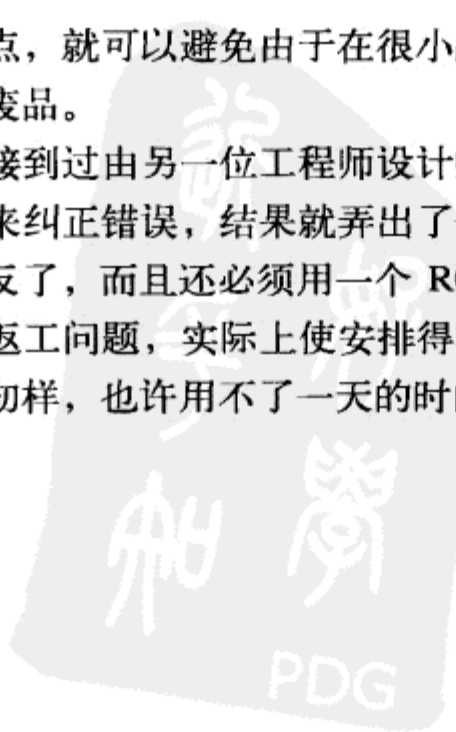 点，就可以避免由于在很小
废品。
接到过由另一位工程师设计
来纠正错误，结果就弄出了
反了，而且还必须用一个 R
返工问题，实际上使安排得
初样，也许用不了一天的时
PDG